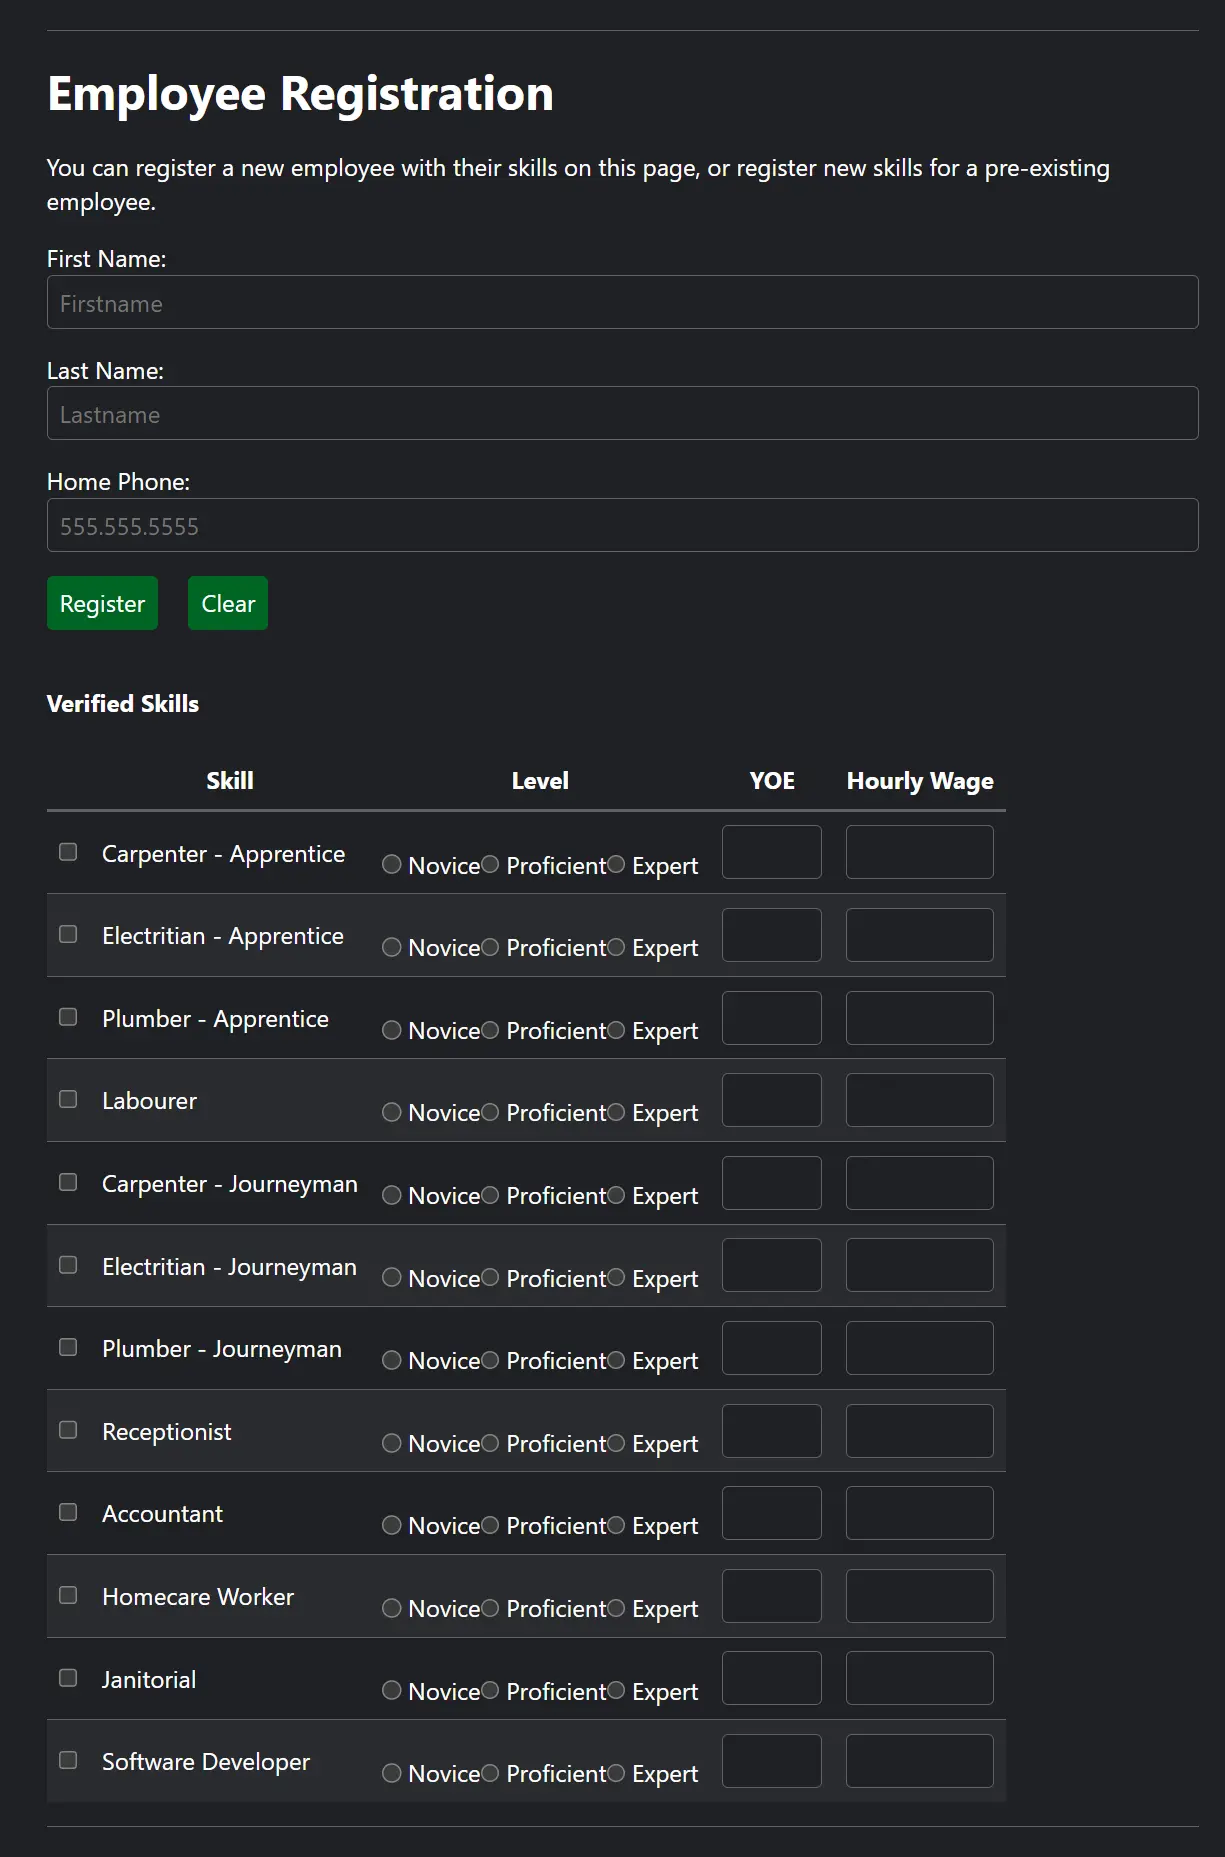 Employee Registration
You can register a new employee with their skills on this page, or register new skills for a pre-existing
employee.
First Name:
Firstname
Last Name:
Lastname
Home Phone:
555.555.5555
Register Clear
Verified Skills
Skill Level YOE Hourly Wage
Carpenter - Apprentice Novice Proficient Expert
Electritian - Apprentice Novice Proficient Expert
Plumber - Apprentice Novice Proficient Expert
Labourer Novice Proficient Expert
Carpenter - Journeyman Novice Proficient Expert
Electritian - Journeyman Novice Proficient Expert
Plumber - Journeyman Novice Proficient Expert
Receptionist Novice Proficient Expert
Accountant Novice Proficient Expert
Homecare Worker Novice Proficient Expert
Janitorial Novice Proficient Expert
Software Developer Novice Proficient Expert